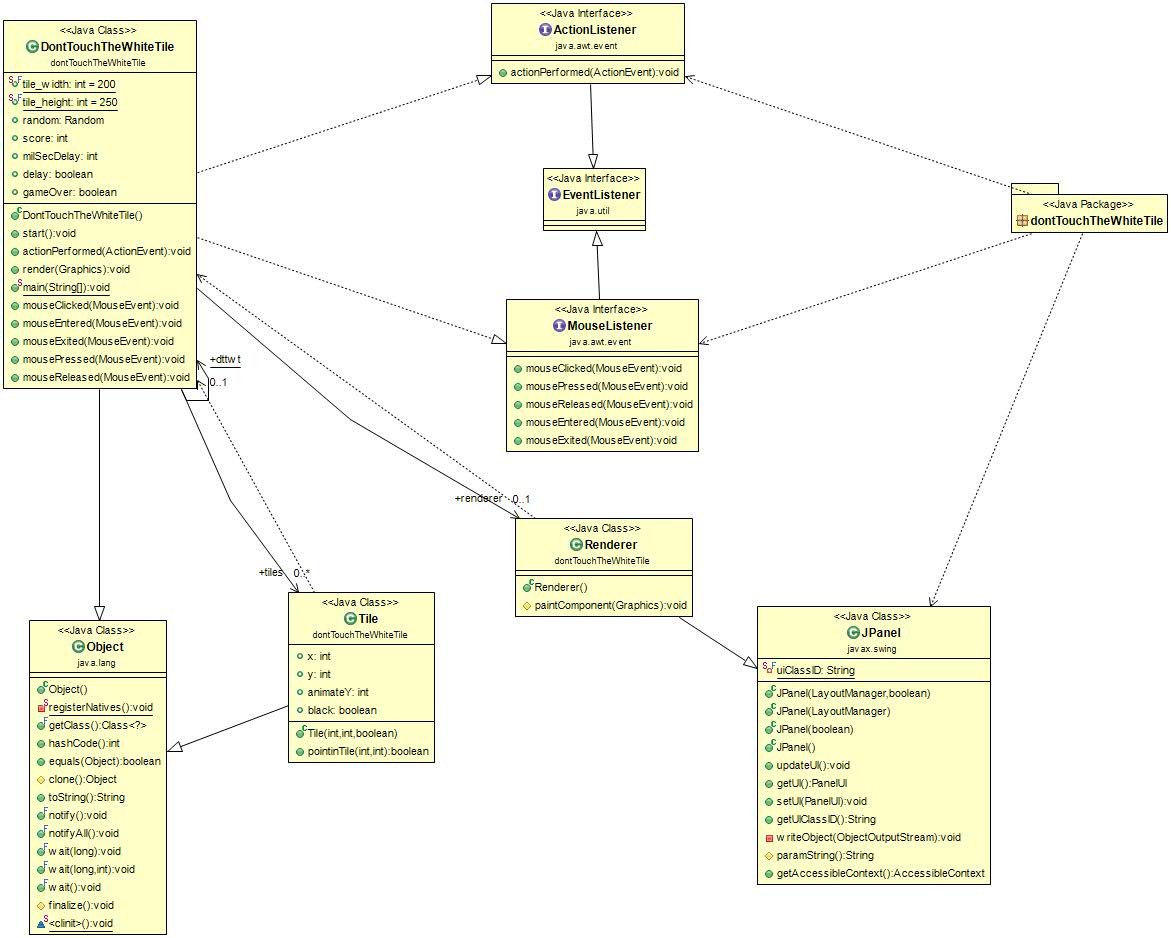 <<Java Class>>
DontTouchTheWhiteTile
dontTouchTheWhiteTile
tile_width: int = 200
tile_height: int = 250
random: Random
score: int
milSecDelay: int
delay: boolean
gameOver: boolean
DontTouchTheWhiteTile()
start():void
actionPerformed(ActionEvent):void
render(Graphics):void
main(String[]):void
mouseClicked(MouseEvent):void
mouseEntered(MouseEvent):void
mouseExited(MouseEvent):void
mousePressed(MouseEvent):void
mouseReleased(MouseEvent):void
+dttwt
0..1
<<Java Interface>>
ActionListener
java.awt.event
actionPerformed(ActionEvent):void
<<Java Interface>>
EventListener
java.util
<<Java Package>>
dontTouchTheWhiteTile
<<Java Interface>>
MouseListener
java.awt.event
mouseClicked(MouseEvent):void
mousePressed(MouseEvent):void
mouseReleased(MouseEvent):void
mouseEntered(MouseEvent):void
mouseExited(MouseEvent):void
+renderer 0..1
<<Java Class>>
Renderer
dontTouchTheWhiteTile
Renderer()
paintComponent(Graphics):void
+tiles 0..*
<<Java Class>>
Tile
dontTouchTheWhiteTile
x: int
y: int
animateY: int
black: boolean
Tile(int,int,boolean)
pointinTile(int,int):boolean
<<Java Class>>
Object
java.lang
Object()
registerNatives():void
getClass():Class<?>
hashCode():int
equals(Object):boolean
clone():Object
toString():String
notify():void
notifyAll():void
wait(long):void
wait(long,int):void
wait():void
finalize():void
<clinit>():void
<<Java Class>>
JPanel
javax.swing
uiClassID: String
JPanel(LayoutManager,boolean)
JPanel(LayoutManager)
JPanel(boolean)
JPanel()
updateUI():void
getUI():PanelUI
setUI(PanelUI):void
getUIClassID():String
writeObject(ObjectOutputStream):void
paramString():String
getAccessibleContext():AccessibleContext